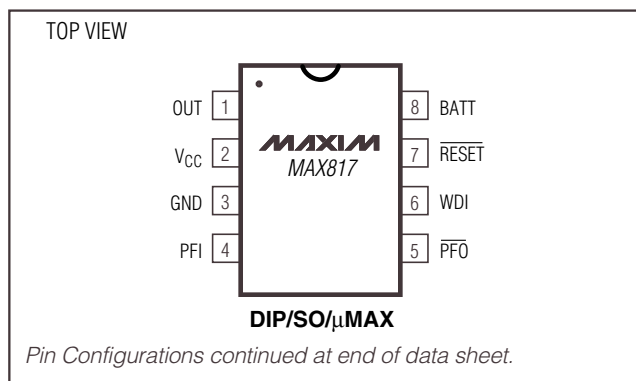 TOP VIEW
OUT 1
VCC 2
GND 3
PFI 4
MAXIM
MAX817
8 BATT
7 RESET
6 WDI
5 PFO
DIP/SO/µMAX
Pin Configurations continued at end of data sheet.